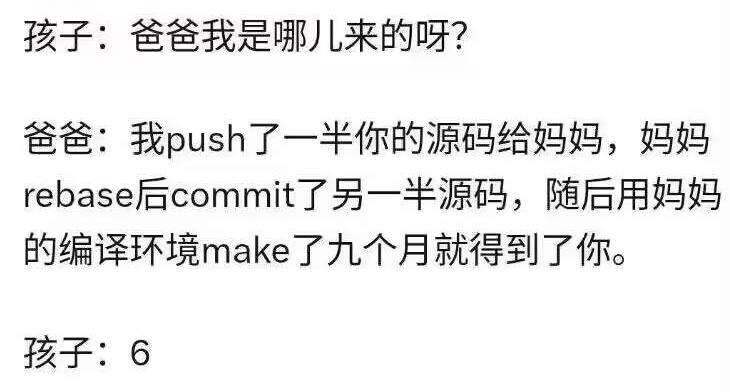 孩子：爸爸我是哪儿来的呀？
爸爸：我push了一半你的源码给妈妈，妈妈
rebase后commit了另一半源码，随后用妈妈
的编译环境make了九个月就得到了你。
孩子：6